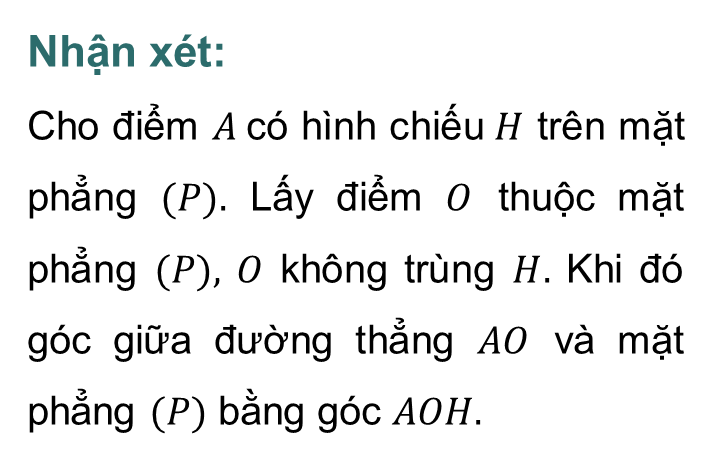 Nhận xét:
Cho điểm A có hình chiếu H trên mặt
phẳng (P). Lấy điểm O thuộc mặt
phẳng (P), O không trùng H. Khi đó
góc giữa đường thẳng AO và mặt
phẳng (P) bằng góc AOH.